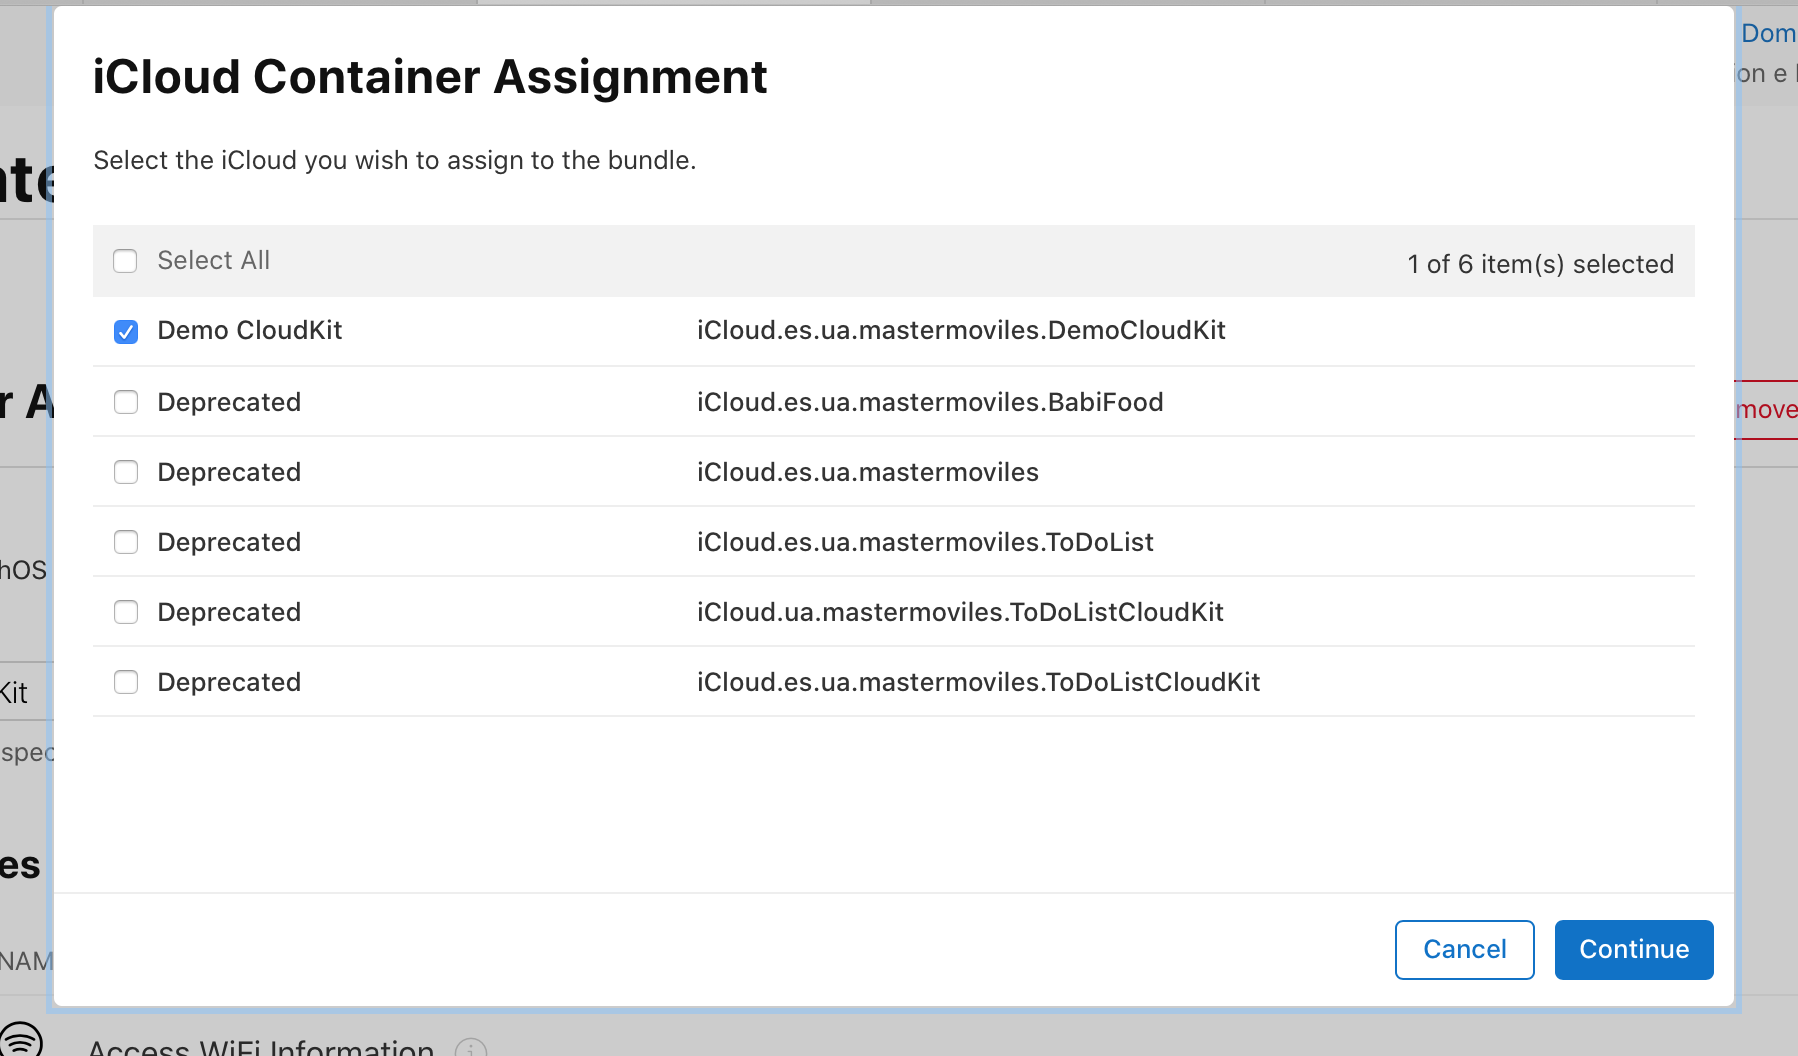 Dom
ion e
iCloud Container Assignment
Select the iCloud you wish to assign to the bundle.
Select All 1 of 6 item(s) selected
Demo CloudKit iCloud.es.ua.mastermoviles.DemoCloudKit
Deprecated iCloud.es.ua.mastermoviles.BabiFood
r A
move
Deprecated iCloud.es.ua.mastermoviles
Deprecated iCloud.es.ua.mastermoviles.ToDoList
hOS
Deprecated iCloud.ua.mastermoviles.ToDoListCloudKit
Deprecated iCloud.es.ua.mastermoviles.ToDoListCloudKit
Kit
spec
es
Cancel Continue
NAM
Access WiFi Information